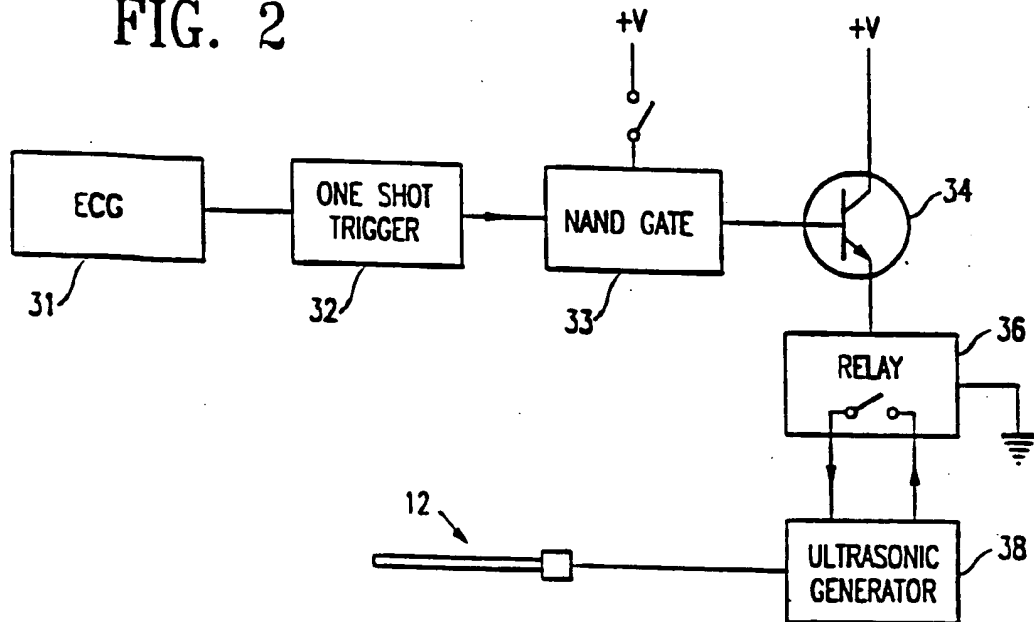 FIG. 2
+V
+V
ECG
ONE SHOT
TRIGGER
NAND GATE
34
31
32
33
36
RELAY
12
ULTRASONIC
GENERATOR
38